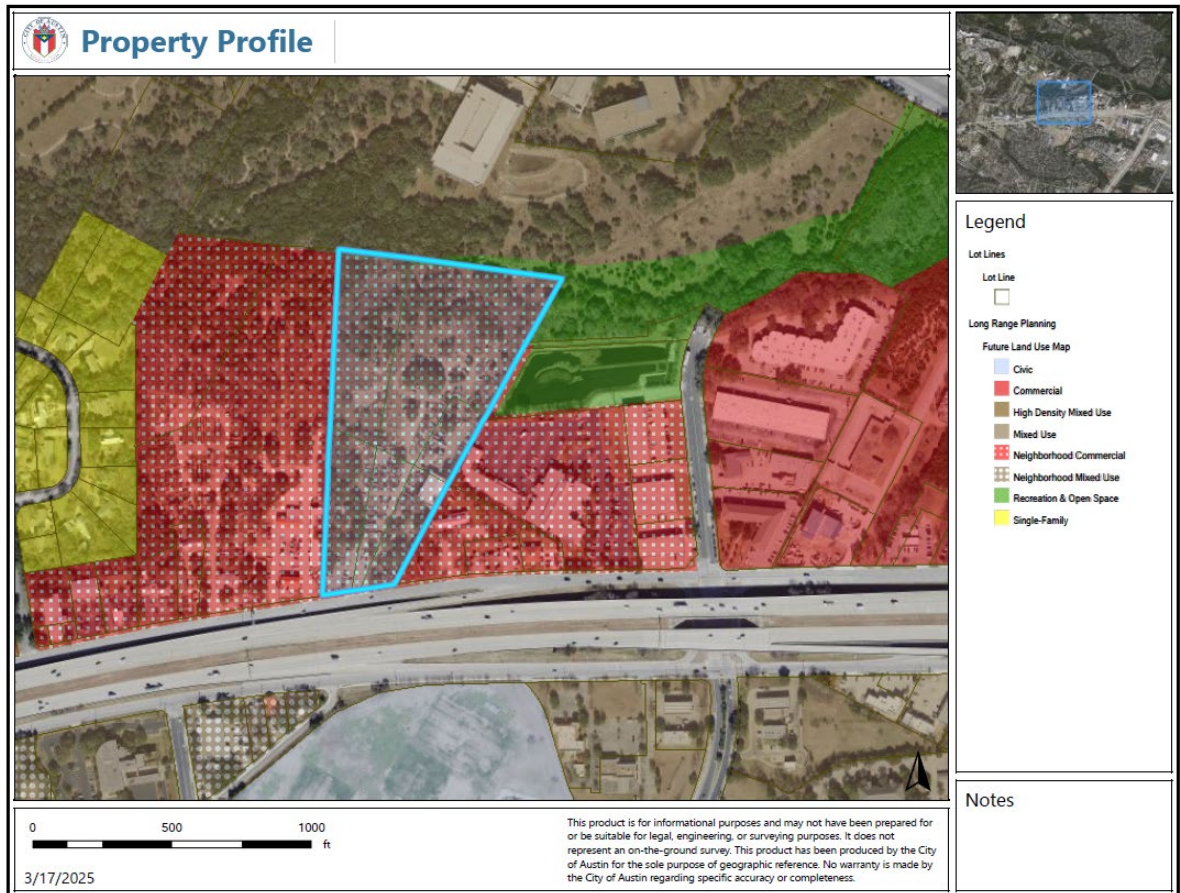 Property Profile
Legend
Lot Lines
Lot Line
Long Range Planning
Future Land Use Map
Civic
Commercial
High Density Mixed Use
Mixed Use
Neighborhood Commercial
Neighborhood Mixed Use
Recreation & Open Space
Single-Family
Notes
0 500 1000
ft
3/17/2025
This product is for informational purposes and may not have been prepared for
or be suitable for legal, engineering, or surveying purposes. It does not
represent an on-the-ground survey. This product has been produced by the City
of Austin for the sole purpose of geographic reference. No warranty is made by
the City of Austin regarding specific accuracy or completeness.